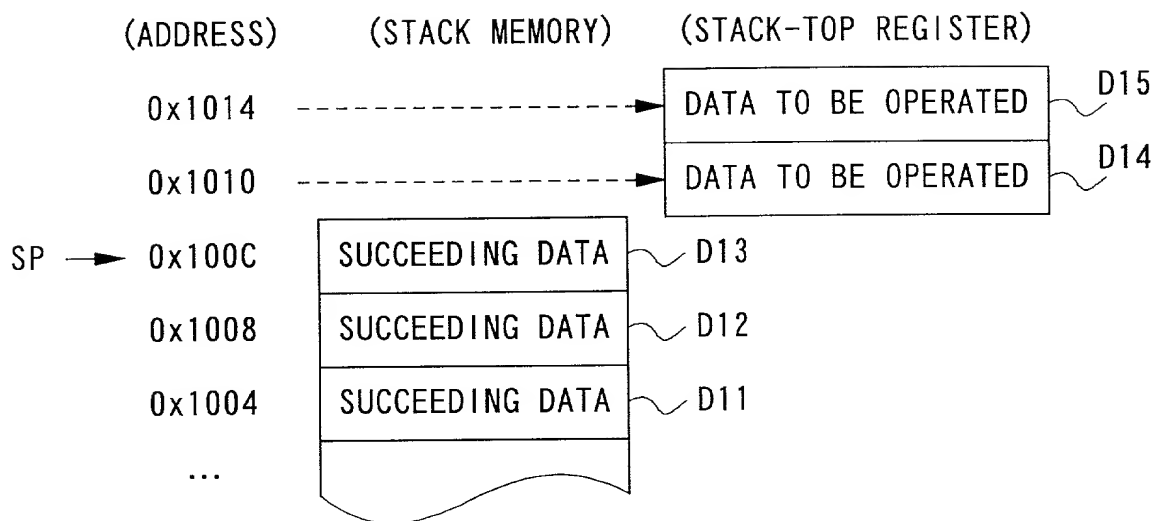 (ADDRESS) (STACK MEMORY) (STACK-TOP REGISTER)
0x1014 DATA TO BE OPERATED D15
0x1010 DATA TO BE OPERATED D14
SP 0x100C SUCCEEDING DATA D13
0x1008 SUCCEEDING DATA D12
0x1004 SUCCEEDING DATA D11
...